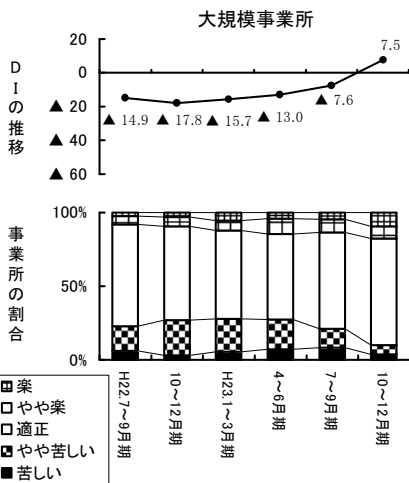 大規模事業所
DIの推移
20
0
▲ 20
▲ 40
▲ 60
▲ 14.9
▲ 17.8
▲ 15.7
▲ 13.0
▲ 7.6
7.5
事業所の割合
100%
50%
0%
H22.7～9月期
10～12月期
H23.1～3月期
4～6月期
7～9月期
10～12月期
楽
やや楽
適正
やや苦しい
苦しい